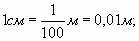 1см = 1/100 м = 0,01м;